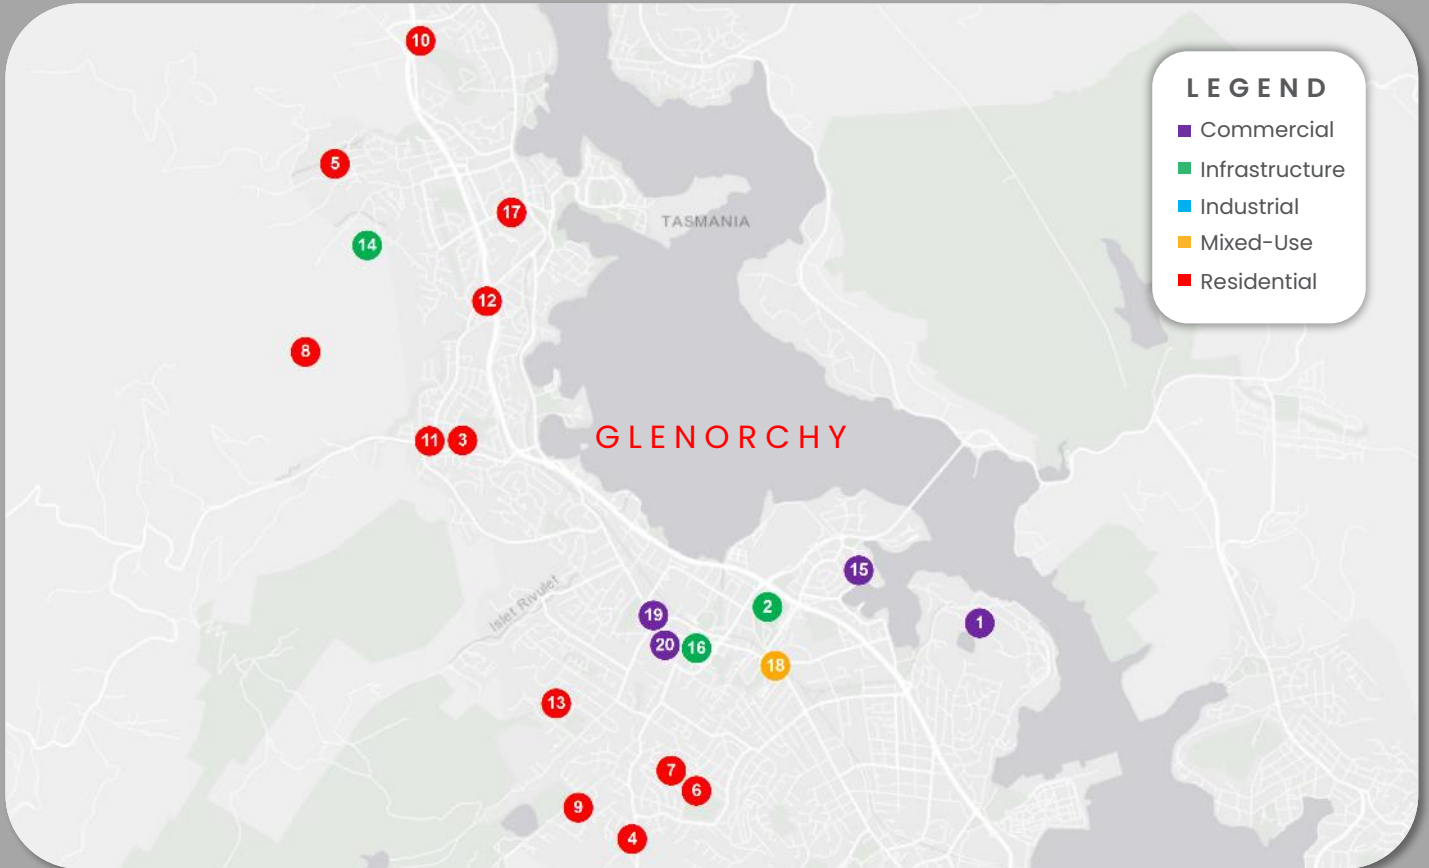 10
LEGEND
Commercial
5
Infrastructure
17
Industrial
TASMANIA
14
Mixed-Use
Residential
12
8
GLENORCHY
11
3
15
Islet Rivulet
2
19
1
20
16
18
13
7
6
9
4